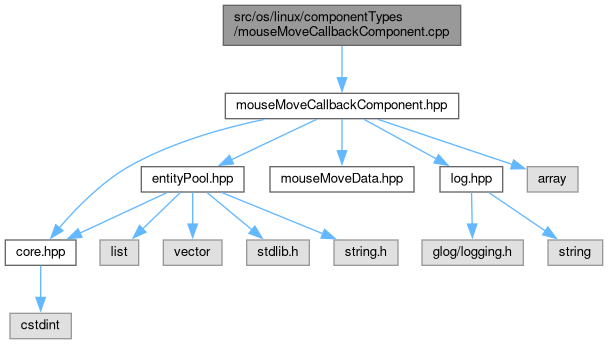 src/os/linux/componentTypes
/mouseMoveCallbackComponent.cpp
mouseMoveCallbackComponent.hpp
entityPool.hpp
mouseMoveData.hpp
log.hpp
array
core.hpp
list
vector
stdlib.h
string.h
glog/logging.h
string
cstdint